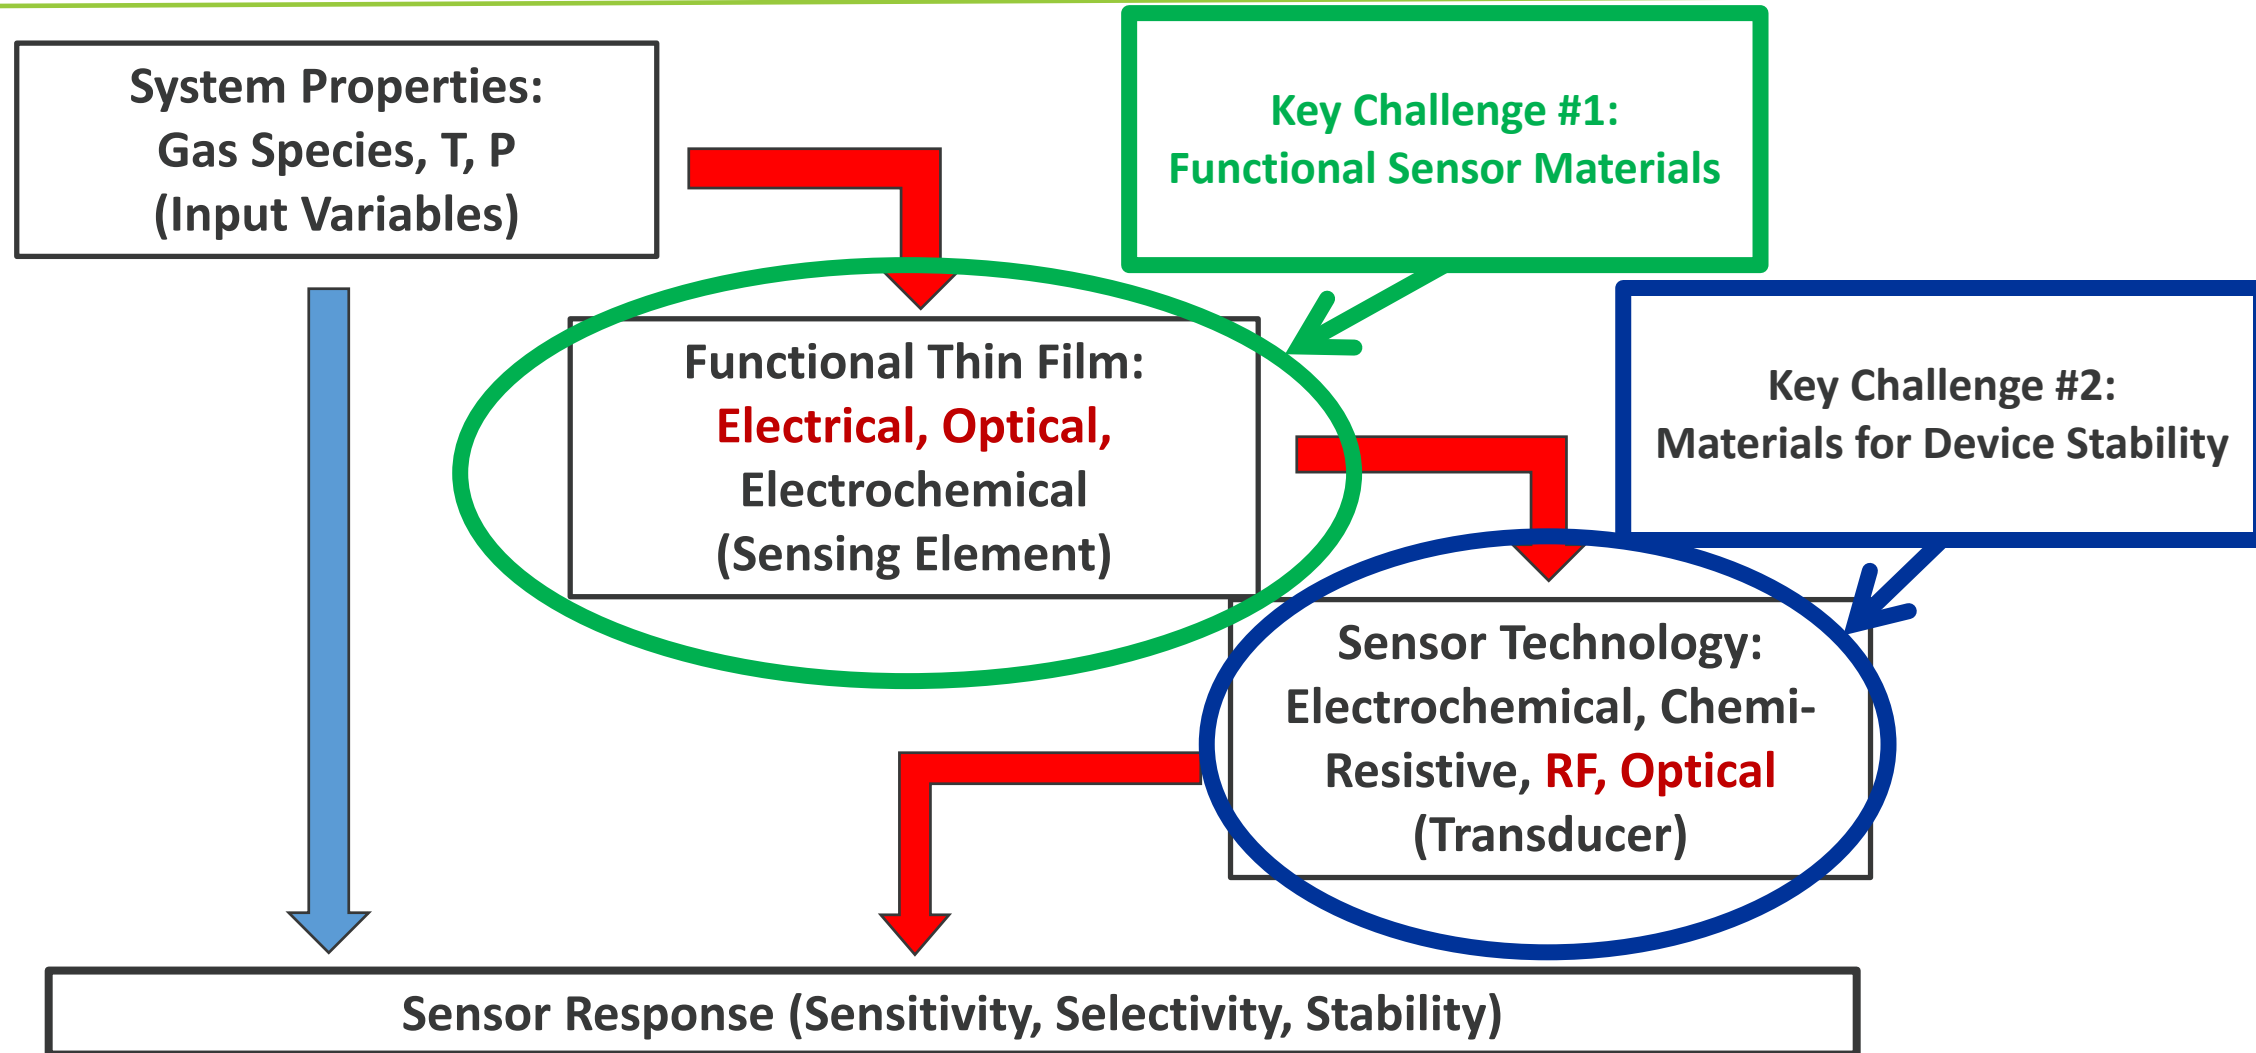 System Properties:
Gas Species, T, P
(Input Variables)
Key Challenge #1:
Functional Sensor Materials
Functional Thin Film:
Electrical, Optical,
Electrochemical
(Sensing Element)
Key Challenge #2:
Materials for Device Stability
Sensor Technology:
Electrochemical, Chemi-
Resistive, RF, Optical
(Transducer)
Sensor Response (Sensitivity, Selectivity, Stability)